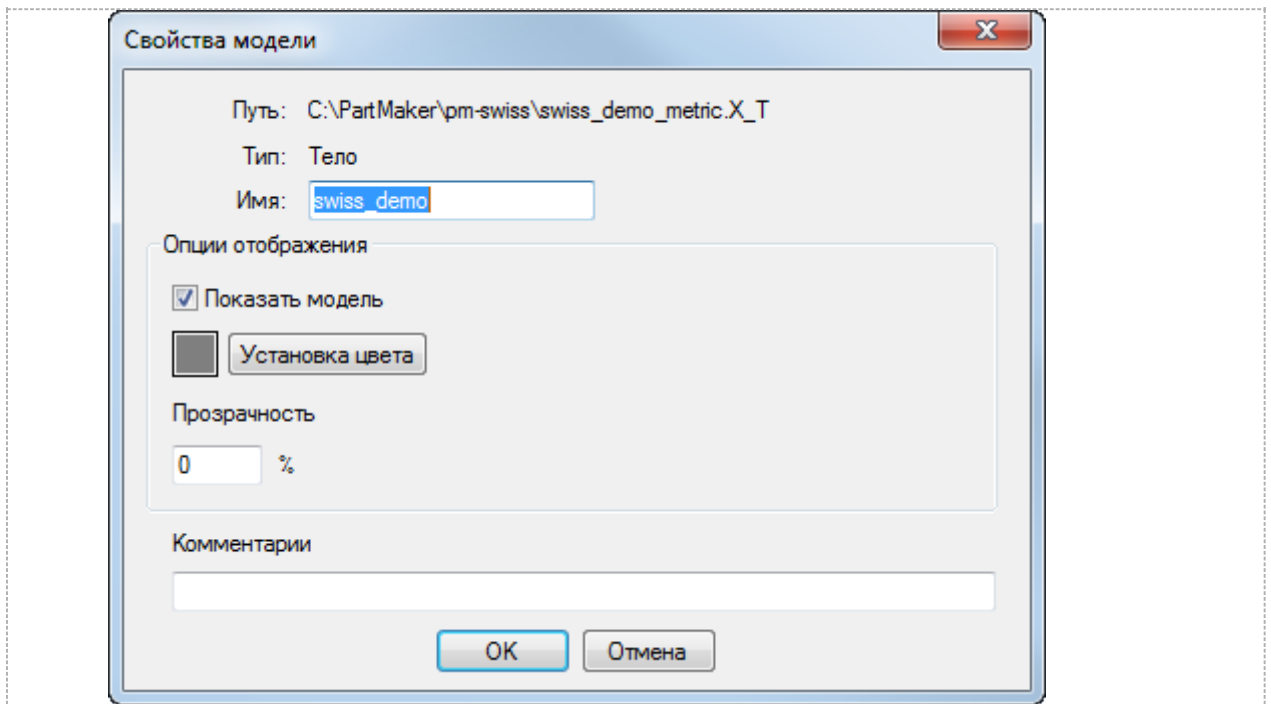 Свойства модели
Путь: C:\PartMaker\pm-swiss\swiss_demo_metric.X_T
Тип: Тело
Имя: swiss_demo
Опции отображения
Показать модель
Установка цвета
Прозрачность
0 %
Комментарии
OK Отмена